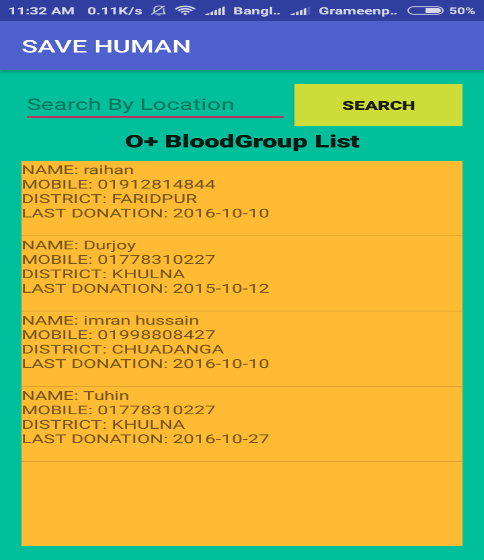 11:32 AM 0.11K/s Bangl.. Grameenp.. 50%
SAVE HUMAN
Search By Location SEARCH
O+ BloodGroup List
NAME: raihan
MOBILE: 01912814844
DISTRICT: FARIDPUR
LAST DONATION: 2016-10-10
NAME: Durjoy
MOBILE: 01778310227
DISTRICT: KHULNA
LAST DONATION: 2015-10-12
NAME: imran hussain
MOBILE: 01998808427
DISTRICT: CHUADANGA
LAST DONATION: 2016-10-10
NAME: Tuhin
MOBILE: 01778310227
DISTRICT: KHULNA
LAST DONATION: 2016-10-27